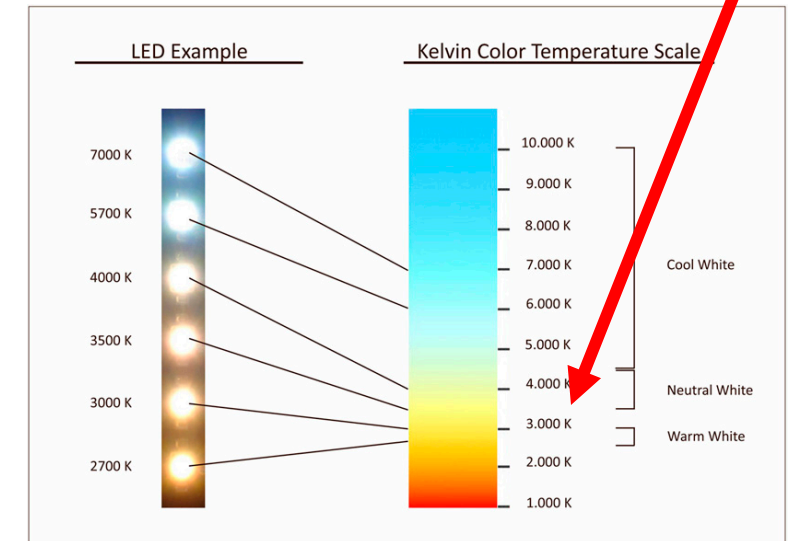 LED Example
Kelvin Color Temperature Scale
7000 K
5700 K
4000 K
3500 K
3000 K
2700 K
10.000 K
9.000 K
8.000 K
7.000 K
6.000 K
5.000 K
4.000 K
3.000 K
2.000 K
1.000 K
Cool White
Neutral White
Warm White